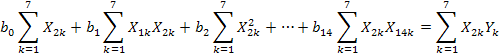 b_0 \sum_{k=1}^{7} X_{2k} + b_1 \sum_{k=1}^{7} X_{1k}X_{2k} + b_2 \sum_{k=1}^{7} X_{2k}^2 + \cdots + b_{14} \sum_{k=1}^{7} X_{2k}X_{14k} = \sum_{k=1}^{7} X_{2k}Y_k